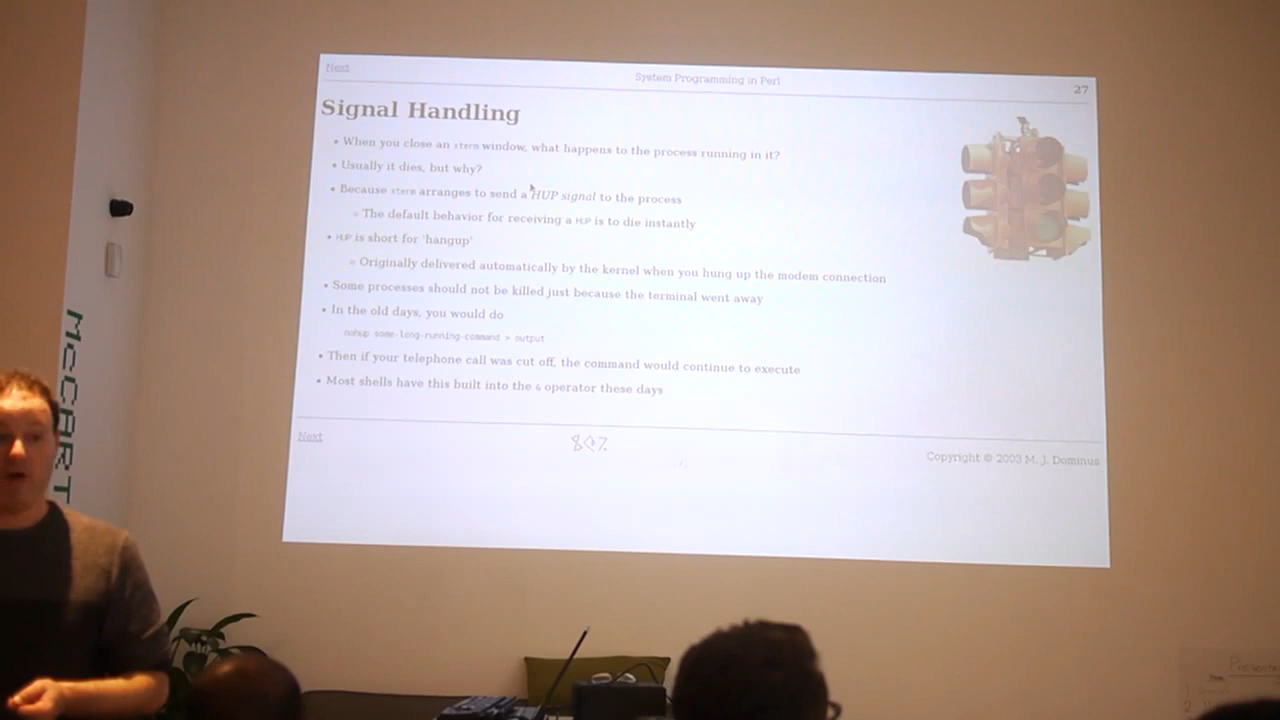 Next
System Programming in Perl
27
Signal Handling
• When you close an xterm window, what happens to the process running in it?
• Usually it dies, but why?
• Because xterm arranges to send a HUP signal to the process
The default behavior for receiving a HUP is to die instantly
• HUP is short for 'hangup'
Originally delivered automatically by the kernel when you hung up the modem connection
• Some processes should not be killed just because the terminal went away
• In the old days, you would do
nohup some-long-running-command > output
• Then if your telephone call was cut off, the command would continue to execute
• Most shells have this built into the & operator these days
Next
Copyright © 2003 M. J. Dominus
MCCART